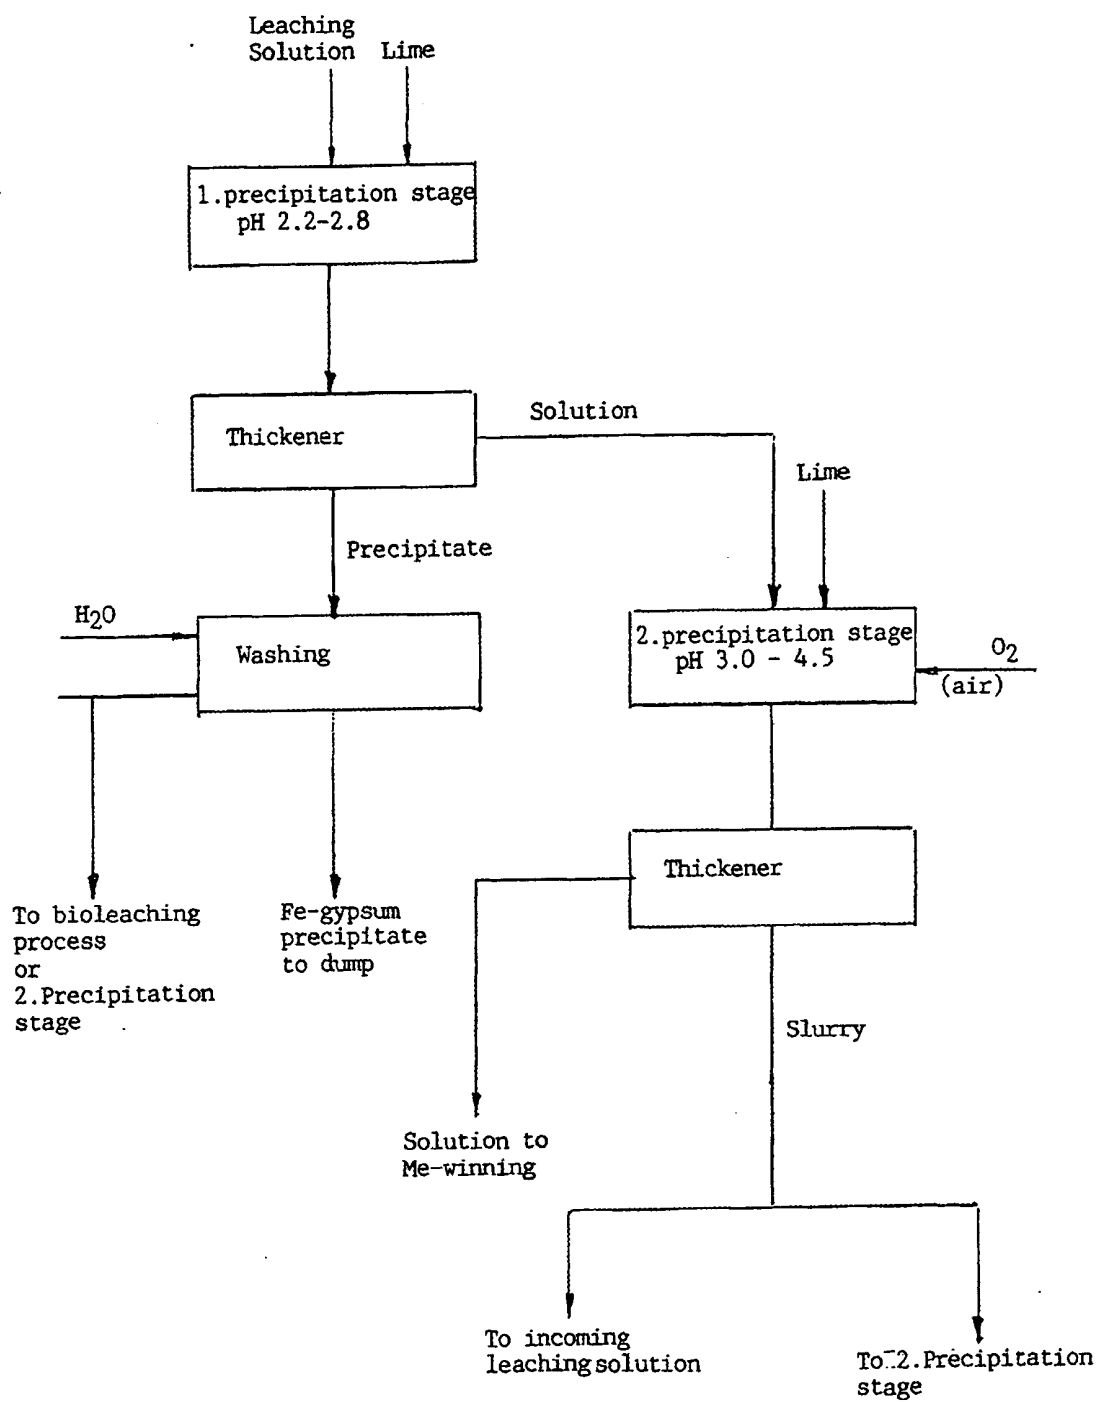 Leaching
Solution Lime
1.precipitation stage
pH 2.2-2.8
Thickener
Solution
Lime
Precipitate
H2O
Washing
2.precipitation stage
pH 3.0 - 4.5
O2
(air)
Thickener
To bioleaching
process
or
2.Precipitation
stage
Fe-gypsum
precipitate
to dump
Slurry
Solution to
Me-winning
To incoming
leaching solution
To 2.Precipitation
stage